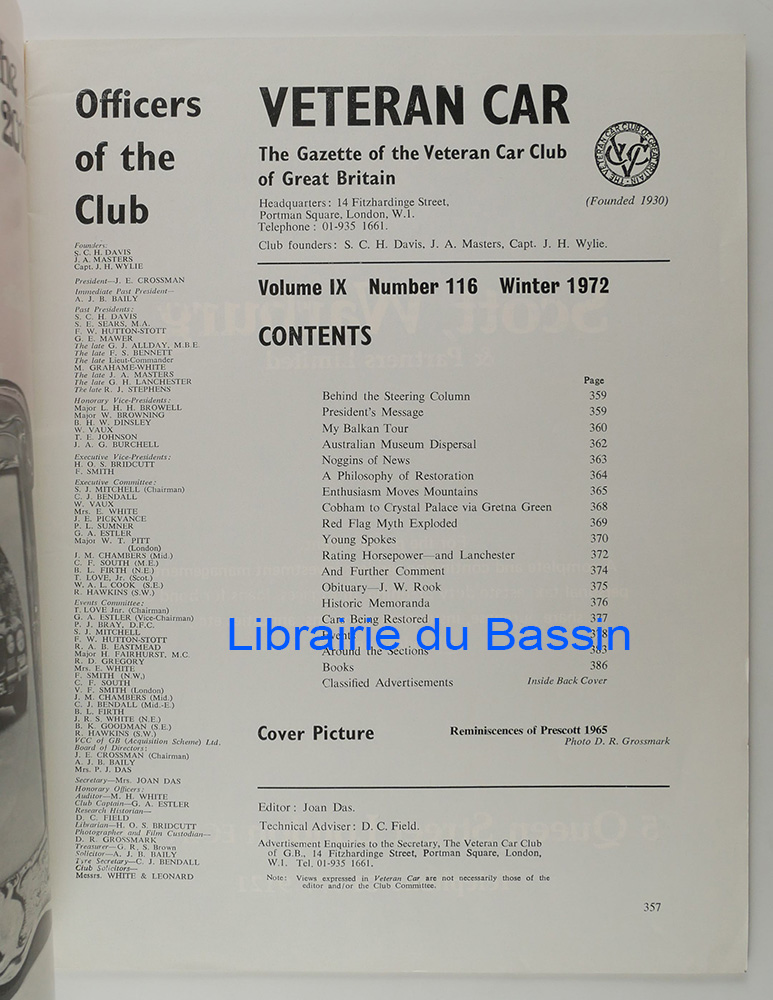 he
201
Officers
of the
Club
Founders:
S. C. H. DAVIS
J. A. MASTERS
Capt. J. H. WYLIE
President—J. E. CROSSMAN
Immediate Past President—
A. J. B. BAILY
Past Presidents:
S. C. H. DAVIS
S. E. SEARS, M.A.
F. W. HUTTON-STOTT
G. E. MAWER
The late G. J. ALLDAY, M.B.E.
The late F. S. BENNETT
The late Lieut-Commander
M. GRAHAME-WHITE
The late J. A. MASTERS
The late G. H. LANCHESTER
The late R. J. STEPHENS
Honorary Vice-Presidents:
Major L. H. H. BROWELL
Major W. BROWNING
B. H. W. DINSLEY
W. VAUX
T. E. JOHNSON
J. A. G. BURCHELL
Executive Vice-Presidents:
H. O. S. BRIDCUTT
F. SMITH
Executive Committee:
S. J. MITCHELL (Chairman)
C. J. BENDALL
W. VAUX
Mrs. E. WHITE
J. E. PICKVANCE
P. L. SUMNER
G. A. ESTLER
Major W. T. PITT
(London)
J. M. CHAMBERS (Mid.)
C. F. SOUTH (M.E.)
B. L. FIRTH (N.E.)
T. LOVE, Jr. (Scot.)
W. A. L. COOK (S.E.)
R. HAWKINS (S.W.)
Events Committee:
T. LOVE Jnr. (Chairman)
G. A. ESTLER (Vice-Chairman)
P. J. BRAY, D.F.C.
S. J. MITCHELL
F. W. HUTTON-STOTT
R. A. B. EASTMEAD
Major H. FAIRHURST, M.C.
R. D. GREGORY
Mrs. E. WHITE
F. SMITH (N.W.)
C. F. SOUTH
V. F. SMITH (London)
J. M. CHAMBERS (Mid.)
C. J. BENDALL (Mid.-E.)
B. L. FIRTH
J. R. S. WHITE (N.E.)
B. K. GOODMAN (S.E.)
R. HAWKINS (S.W.)
VCC of GB (Acquisition Scheme) Ltd.
Board of Directors:
J. E. CROSSMAN (Chairman)
A. J. B. BAILY
Mrs. P. J. DAS
Secretary—Mrs. JOAN DAS
Honorary Officers:
Auditor—M. H. WHITE
Club Captain—G. A. ESTLER
Research Historian—
D. C. FIELD
Librarian—H. O. S. BRIDCUTT
Photographer and Film Custodian—
D. R. GROSSMARK
Treasurer—G. R. S. Brown
Solicitor—A. J. B. BAILY
Tyre Secretary—C. J. BENDALL
Club Solicitors—
Messrs. WHITE & LEONARD
VETERAN CAR
The Gazette of the Veteran Car Club
of Great Britain
Headquarters: 14 Fitzhardinge Street,
Portman Square, London, W.1.
Telephone: 01-935 1661.
THE VETERAN CAR CLUB OF GREAT BRITAIN
VCC
(Founded 1930)
Club founders: S. C. H. Davis, J. A. Masters, Capt. J. H. Wylie.
Volume IX Number 116 Winter 1972
CONTENTS
Page
Behind the Steering Column 359
President's Message 359
My Balkan Tour 360
Australian Museum Dispersal 362
Noggins of News 363
A Philosophy of Restoration 364
Enthusiasm Moves Mountains 365
Cobham to Crystal Palace via Gretna Green 368
Red Flag Myth Exploded 369
Young Spokes 370
Rating Horsepower—and Lanchester 372
And Further Comment 374
Obituary—J. W. Rook 375
Historic Memoranda 376
Cars Being Restored 377
Events 378
Librairie du Bassin
Around the Sections 383
Books 386
Classified Advertisements Inside Back Cover
Cover Picture Reminiscences of Prescott 1965
Photo D. R. Grossmark
Editor: Joan Das.
Technical Adviser: D. C. Field.
Advertisement Enquiries to the Secretary, The Veteran Car Club
of G.B., 14 Fitzhardinge Street, Portman Square, London,
W.1. Tel. 01-935 1661.
Note: Views expressed in Veteran Car are not necessarily those of the
editor and/or the Club Committee.
357